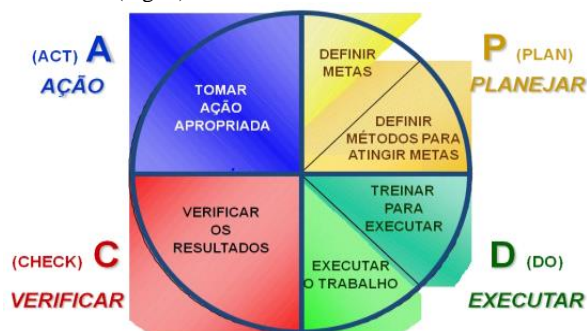 (ACT) A
AÇÃO
TOMAR
AÇÃO
APROPRIADA
DEFINIR
METAS
DEFINIR
MÉTODOS PARA
ATINGIR METAS
P (PLAN)
PLANEJAR
(CHECK) C
VERIFICAR
VERIFICAR
OS
RESULTADOS
TREINAR
PARA
EXECUTAR
EXECUTAR
O TRABALHO
D (DO)
EXECUTAR